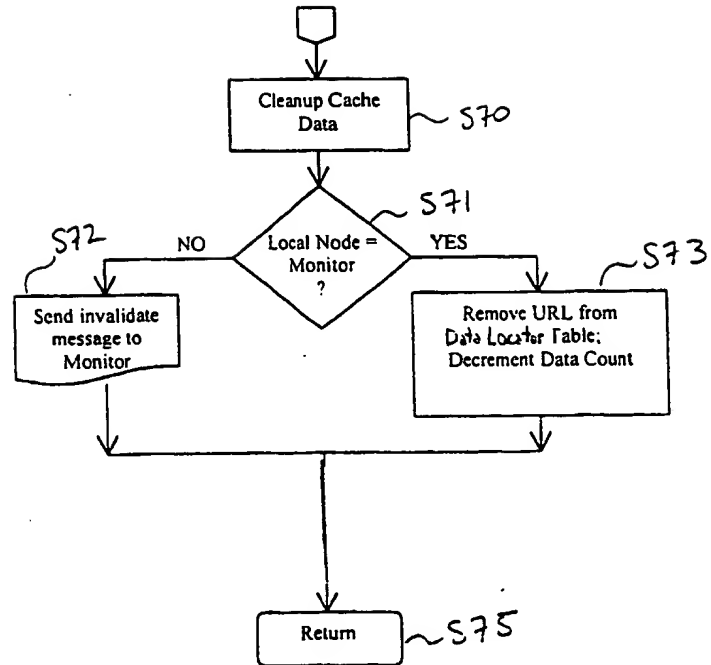 Cleanup Cache
Data
S70
S71
Local Node =
Monitor
?
NO
YES
S72
Send invalidate
message to
Monitor
S73
Remove URL from
Data Locator Table;
Decrement Data Count
Return
S75